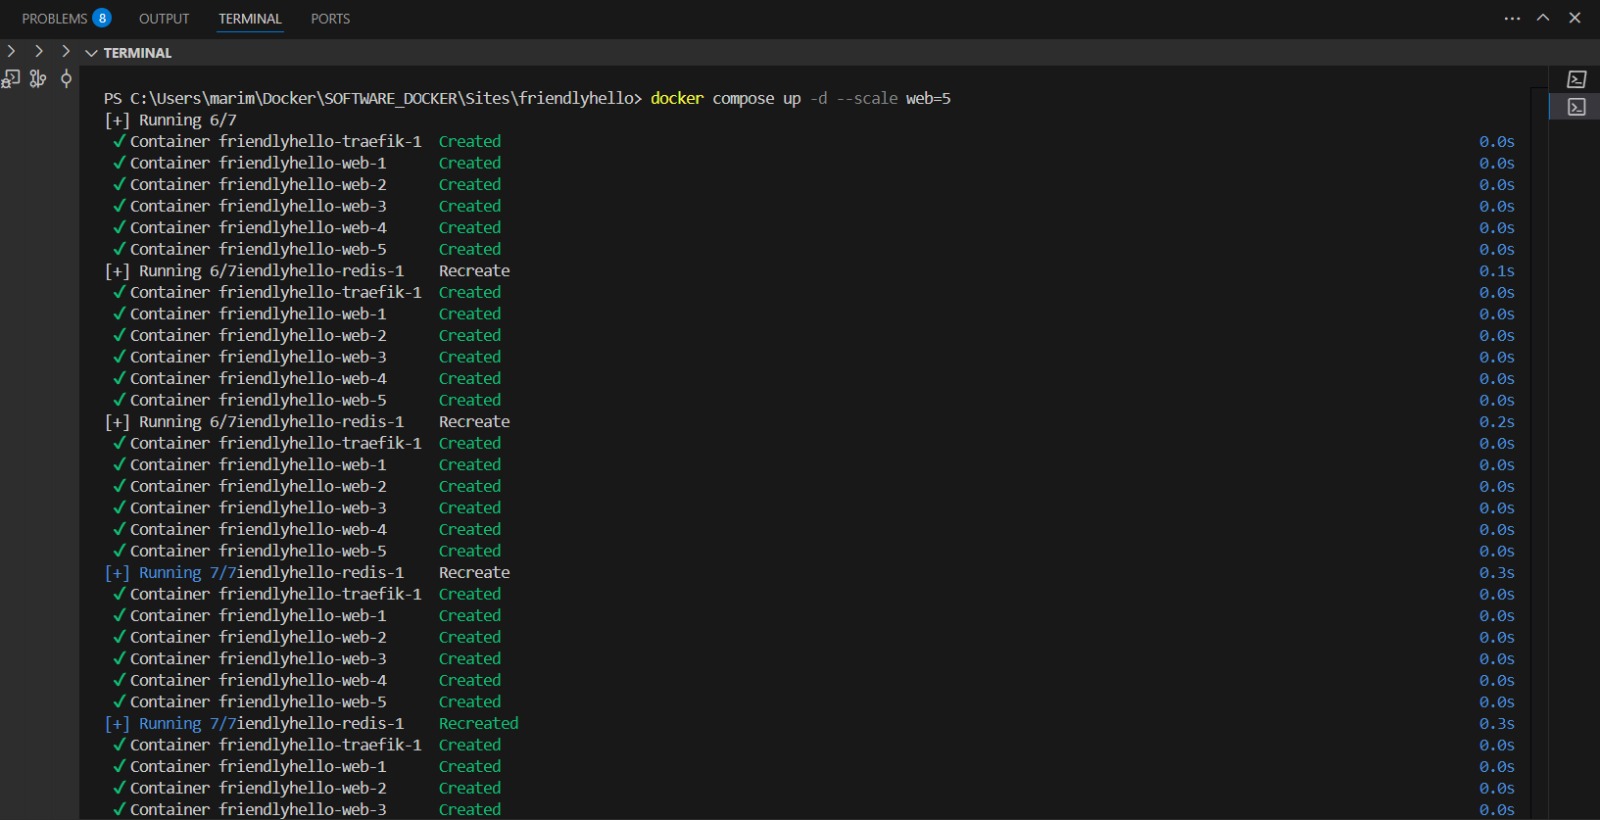 PROBLEMS 8 OUTPUT TERMINAL PORTS
TERMINAL
PS C:\Users\marim\Docker\SOFTWARE_DOCKER\Sites\friendlyhello> docker compose up -d --scale web=5
[+] Running 6/7
✓Container friendlyhello-traefik-1 Created 0.0s
✓Container friendlyhello-web-1 Created 0.0s
✓Container friendlyhello-web-2 Created 0.0s
✓Container friendlyhello-web-3 Created 0.0s
✓Container friendlyhello-web-4 Created 0.0s
✓Container friendlyhello-web-5 Created 0.0s
[+] Running 6/7iendlyhello-redis-1 Recreate 0.1s
✓Container friendlyhello-traefik-1 Created 0.0s
✓Container friendlyhello-web-1 Created 0.0s
✓Container friendlyhello-web-2 Created 0.0s
✓Container friendlyhello-web-3 Created 0.0s
✓Container friendlyhello-web-4 Created 0.0s
✓Container friendlyhello-web-5 Created 0.0s
[+] Running 6/7iendlyhello-redis-1 Recreate 0.2s
✓Container friendlyhello-traefik-1 Created 0.0s
✓Container friendlyhello-web-1 Created 0.0s
✓Container friendlyhello-web-2 Created 0.0s
✓Container friendlyhello-web-3 Created 0.0s
✓Container friendlyhello-web-4 Created 0.0s
✓Container friendlyhello-web-5 Created 0.0s
[+] Running 7/7iendlyhello-redis-1 Recreate 0.3s
✓Container friendlyhello-traefik-1 Created 0.0s
✓Container friendlyhello-web-1 Created 0.0s
✓Container friendlyhello-web-2 Created 0.0s
✓Container friendlyhello-web-3 Created 0.0s
✓Container friendlyhello-web-4 Created 0.0s
✓Container friendlyhello-web-5 Created 0.0s
[+] Running 7/7iendlyhello-redis-1 Recreated 0.3s
✓Container friendlyhello-traefik-1 Created 0.0s
✓Container friendlyhello-web-1 Created 0.0s
✓Container friendlyhello-web-2 Created 0.0s
✓Container friendlyhello-web-3 Created 0.0s